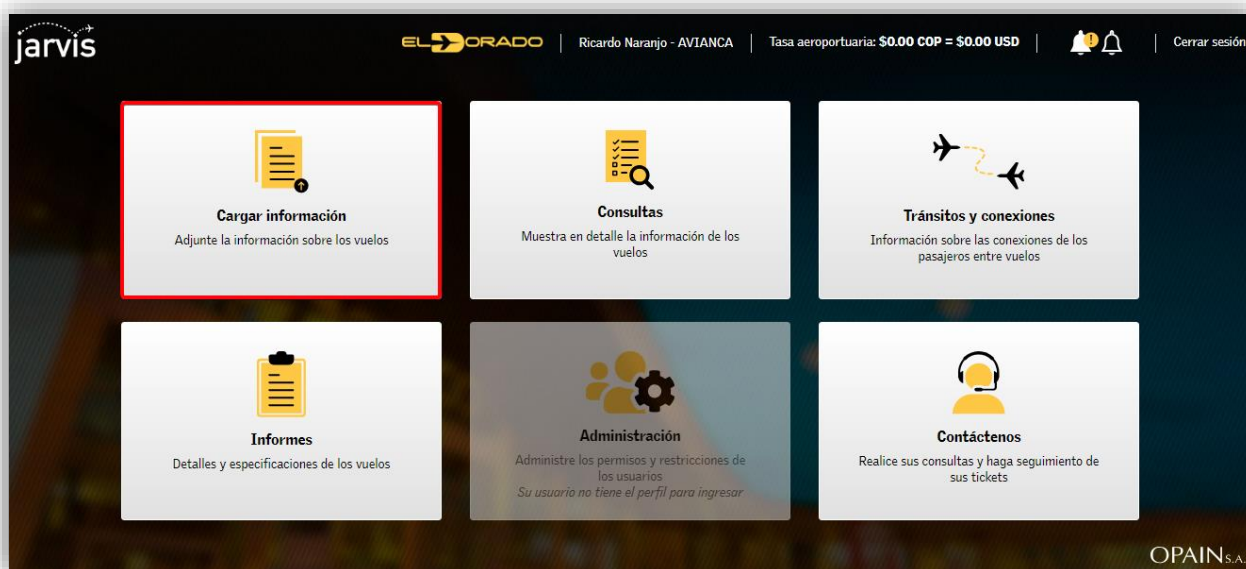 jarvis
EL DORADO
Ricardo Naranjo - AVIANCA
Tasa aeroportuaria: $0.00 COP = $0.00 USD
Cerrar sesión
Cargar información
Adjunte la información sobre los vuelos
Consultas
Muestra en detalle la información de los
vuelos
Tránsitos y conexiones
Información sobre las conexiones de los
pasajeros entre vuelos
Informes
Detalles y especificaciones de los vuelos
Administración
Administre los permisos y restricciones de
los usuarios
Su usuario no tiene el perfil para ingresar
Contáctenos
Realice sus consultas y haga seguimiento de
sus tickets
OPAIN S.A.